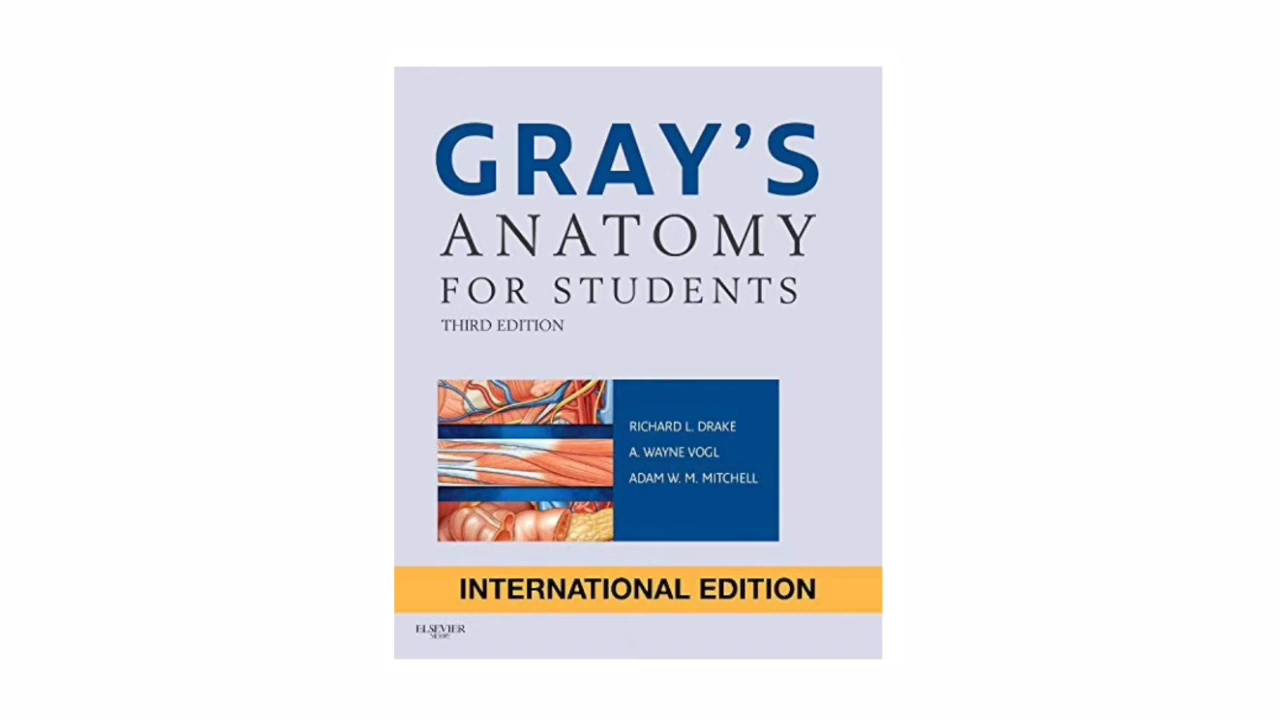 GRAY’S
ANATOMY
FOR STUDENTS
THIRD EDITION
RICHARD L. DRAKE
A. WAYNE VOGL
ADAM W. M. MITCHELL
INTERNATIONAL EDITION
ELSEVIER